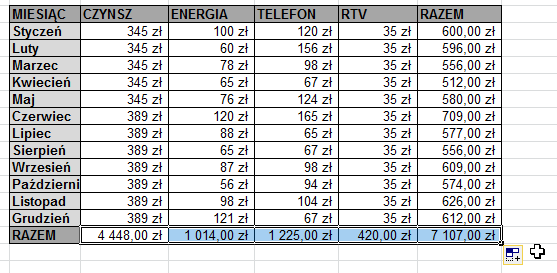 MIESIĄC CZYNSZ ENERGIA TELEFON RTV RAZEM
Styczeń 345 zł 100 zł 120 zł 35 zł 600,00 zł
Luty 345 zł 60 zł 156 zł 35 zł 596,00 zł
Marzec 345 zł 78 zł 98 zł 35 zł 556,00 zł
Kwiecień 345 zł 65 zł 67 zł 35 zł 512,00 zł
Maj 345 zł 76 zł 124 zł 35 zł 580,00 zł
Czerwiec 389 zł 120 zł 165 zł 35 zł 709,00 zł
Lipiec 389 zł 88 zł 65 zł 35 zł 577,00 zł
Sierpień 389 zł 65 zł 67 zł 35 zł 556,00 zł
Wrzesień 389 zł 87 zł 98 zł 35 zł 609,00 zł
Październi 389 zł 56 zł 94 zł 35 zł 574,00 zł
Listopad 389 zł 98 zł 104 zł 35 zł 626,00 zł
Grudzień 389 zł 121 zł 67 zł 35 zł 612,00 zł
RAZEM 4 448,00 zł 1 014,00 zł 1 225,00 zł 420,00 zł 7 107,00 zł